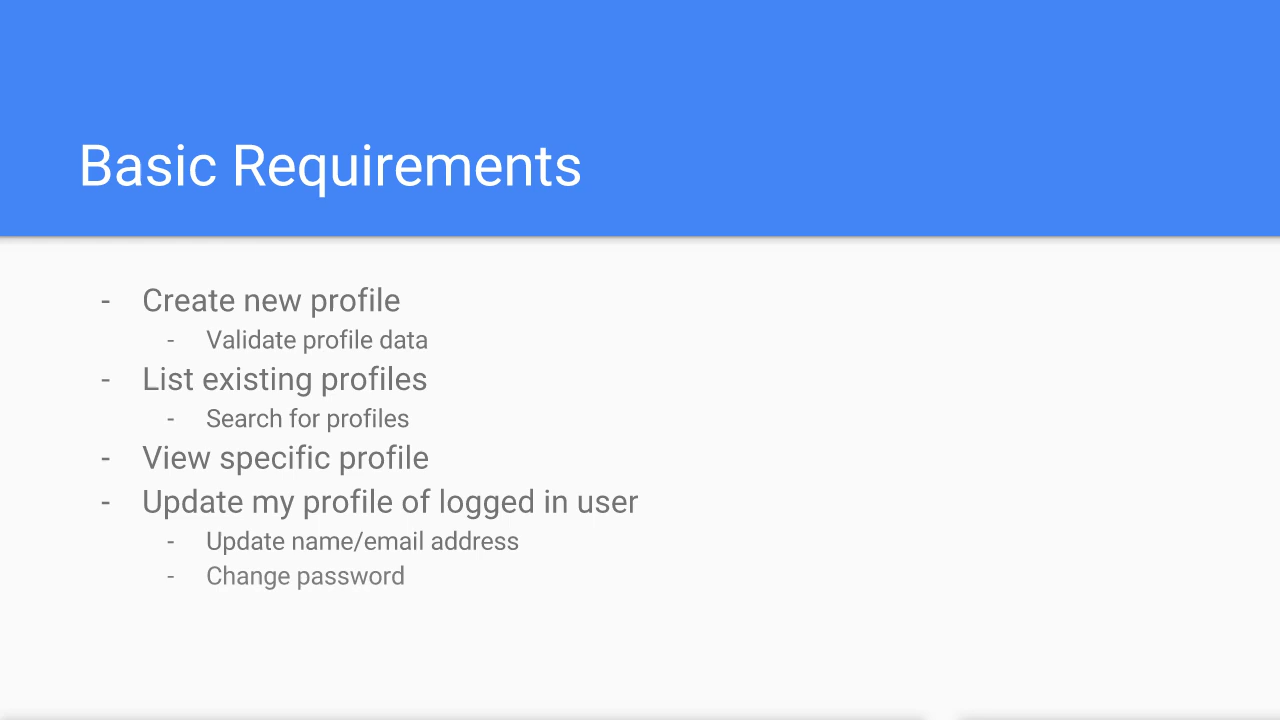 Basic Requirements
- Create new profile
- Validate profile data
- List existing profiles
- Search for profiles
- View specific profile
- Update my profile of logged in user
- Update name/email address
- Change password